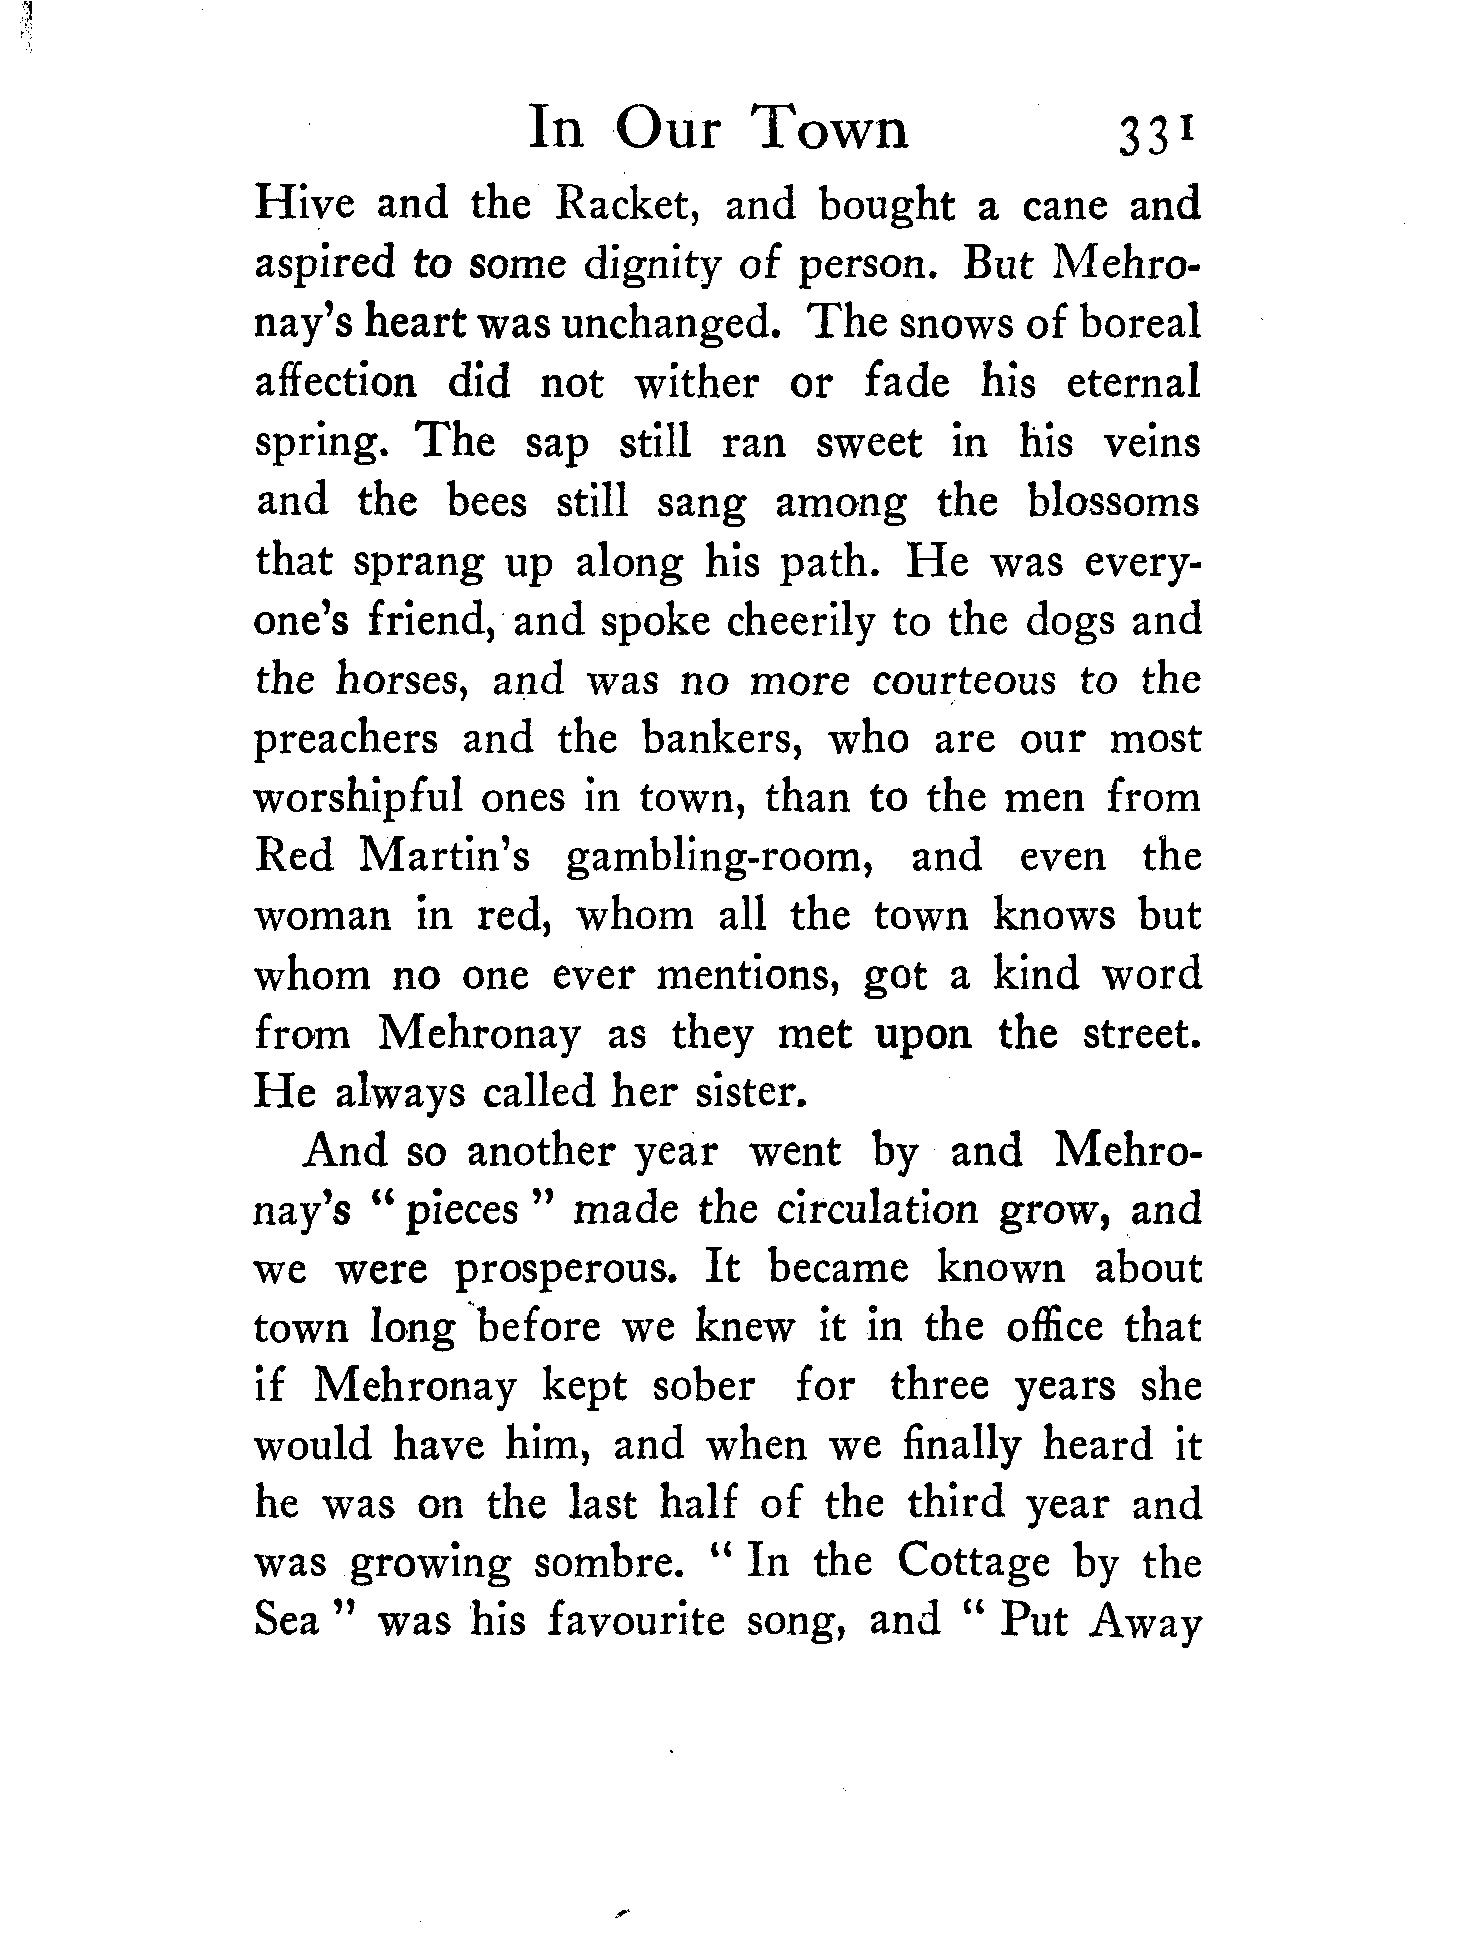 In Our Town 331
Hive and the Racket, and bought a cane and
aspired to some dignity of person. But Mehro-
nay's heart was unchanged. The snows of boreal
affection did not wither or fade his eternal
spring. The sap still ran sweet in his veins
and the bees still sang among the blossoms
that sprang up along his path. He was every-
one's friend, and spoke cheerily to the dogs and
the horses, and was no more courteous to the
preachers and the bankers, who are our most
worshipful ones in town, than to the men from
Red Martin's gambling-room, and even the
woman in red, whom all the town knows but
whom no one ever mentions, got a kind word
from Mehronay as they met upon the street.
He always called her sister.
And so another year went by and Mehro-
nay's " pieces " made the circulation grow, and
we were prosperous. It became known about
town long before we knew it in the office that
if Mehronay kept sober for three years she
would have him, and when we finally heard it
he was on the last half of the third year and
was growing sombre. " In the Cottage by the
Sea " was his favourite song, and " Put Away